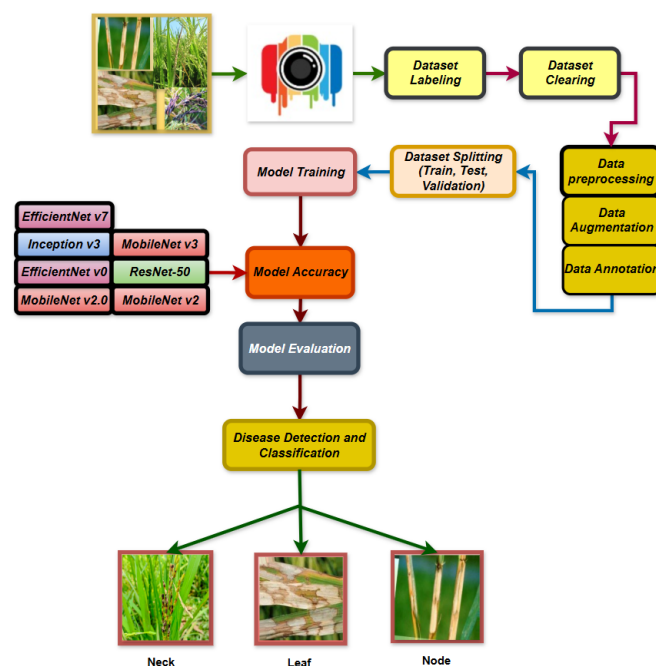 Dataset
Labeling
Dataset
Clearing
Model Training
Dataset Splitting
(Train, Test,
Validation)
Data
preprocessing
Data
Augmentation
Data Annotation
EfficientNet v7
Inception v3
MobileNet v3
EfficientNet v0
ResNet-50
MobileNet v2.0
MobileNet v2
Model Accuracy
Model Evaluation
Disease Detection and
Classification
Neck
Leaf
Node